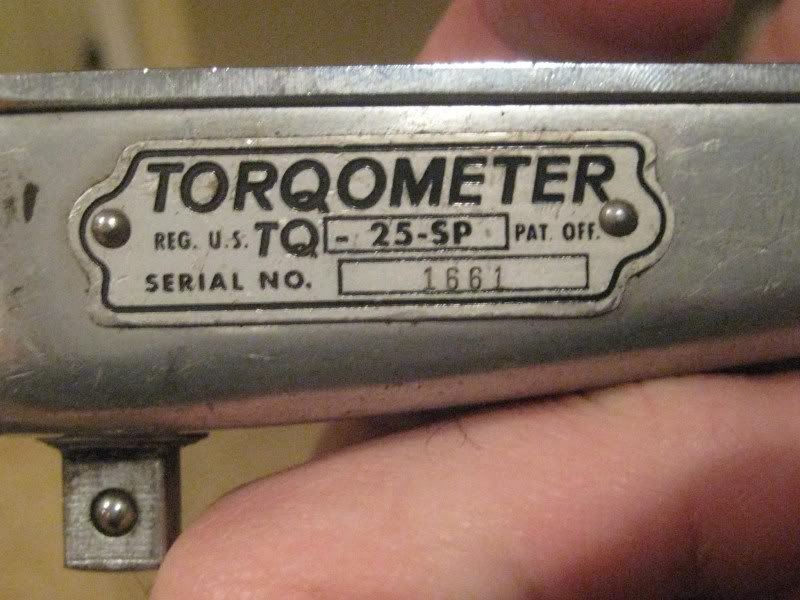 TORQOMETER
REG. U.S. TQ - 25-SP PAT. OFF.
SERIAL NO. 1661